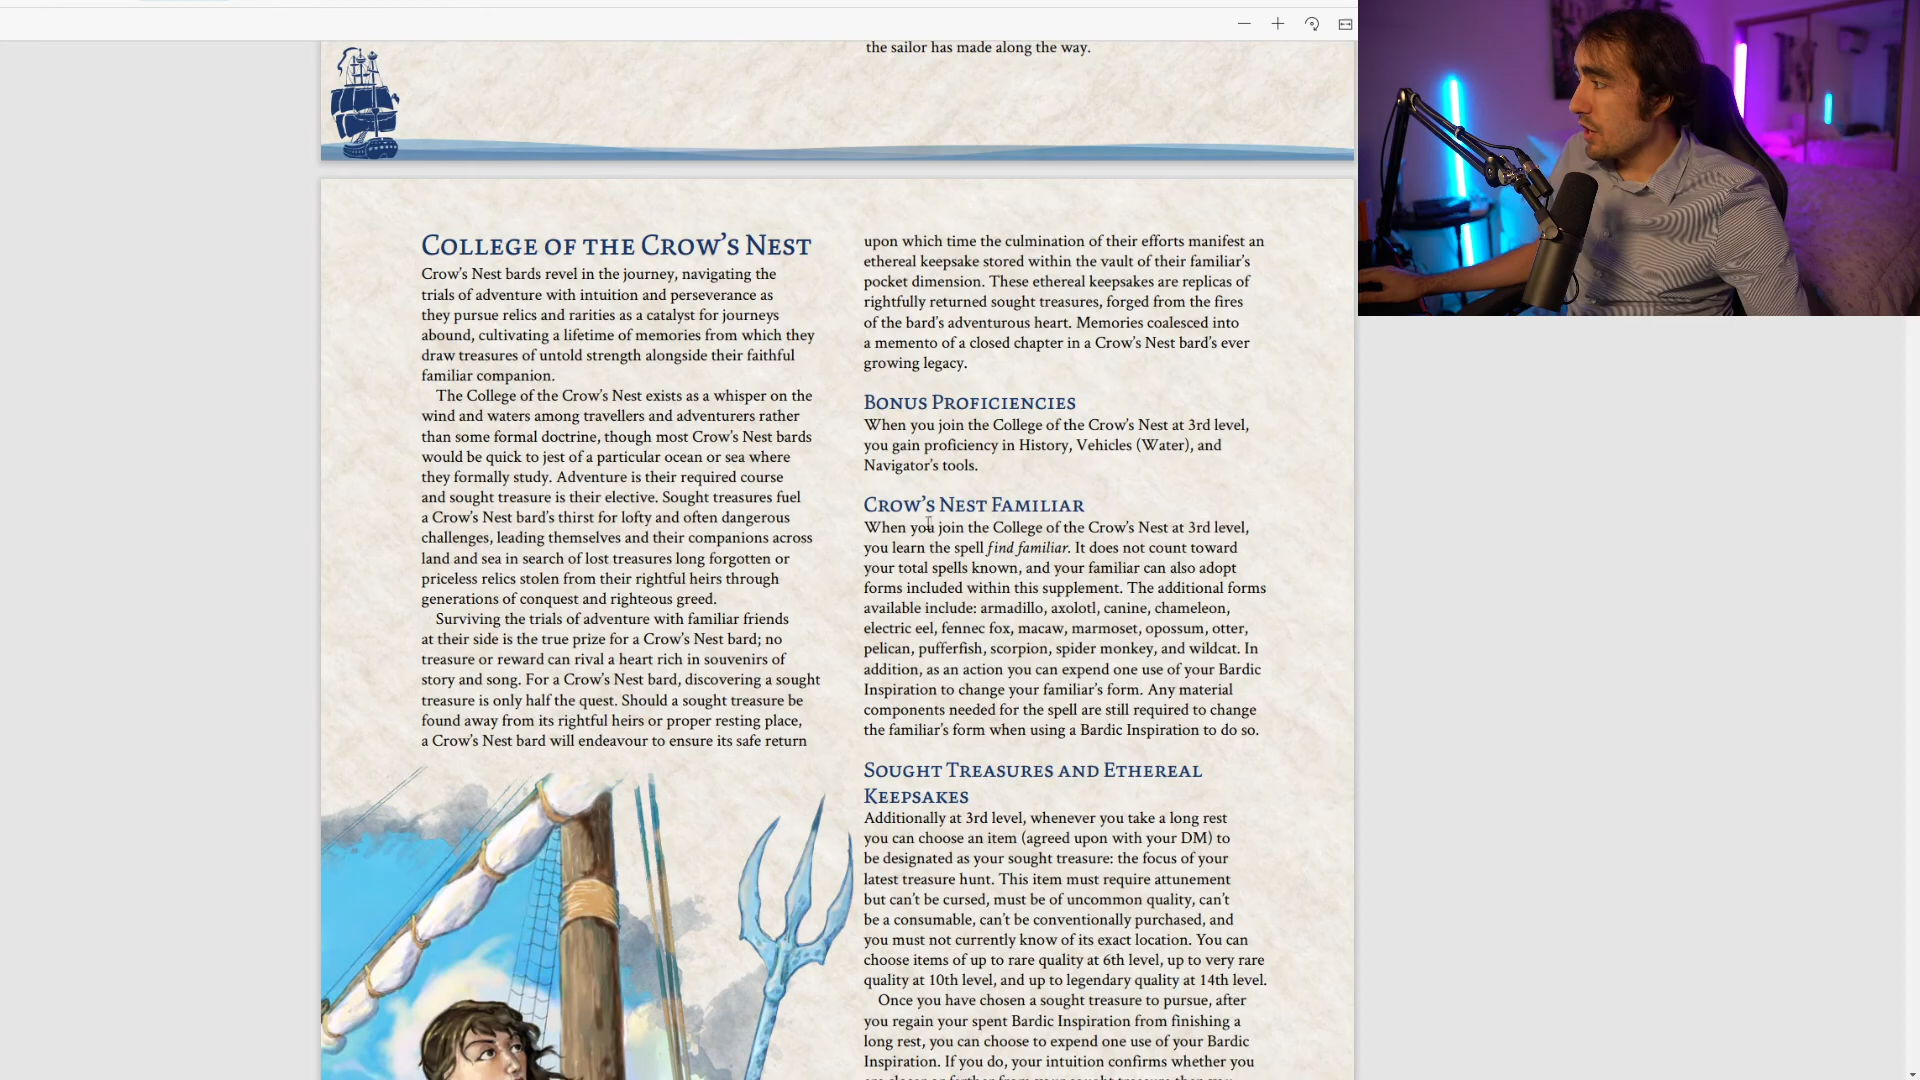 the sailor has made along the way.
College of the Crow's Nest
Crow's Nest bards revel in the journey, navigating the
trials of adventure with intuition and perseverance as
they pursue relics and rarities as a catalyst for journeys
abound, cultivating a lifetime of memories from which they
draw treasures of untold strength alongside their faithful
familiar companion.
The College of the Crow's Nest exists as a whisper on the
wind and waters among travellers and adventurers rather
than some formal doctrine, though most Crow's Nest bards
would be quick to jest of a particular ocean or sea where
they formally study. Adventure is their required course
and sought treasure is their elective. Sought treasures fuel
a Crow's Nest bard's thirst for lofty and often dangerous
challenges, leading themselves and their companions across
land and sea in search of lost treasures long forgotten or
priceless relics stolen from their rightful heirs through
generations of conquest and righteous greed.
Surviving the trials of adventure with familiar friends
at their side is the true prize for a Crow's Nest bard; no
treasure or reward can rival a heart rich in souvenirs of
story and song. For a Crow's Nest bard, discovering a sought
treasure is only half the quest. Should a sought treasure be
found away from its rightful heirs or proper resting place,
a Crow's Nest bard will endeavour to ensure its safe return
upon which time the culmination of their efforts manifest an
ethereal keepsake stored within the vault of their familiar's
pocket dimension. These ethereal keepsakes are replicas of
rightfully returned sought treasures, forged from the fires
of the bard's adventurous heart. Memories coalesced into
a memento of a closed chapter in a Crow's Nest bard's ever
growing legacy.
Bonus Proficiencies
When you join the College of the Crow's Nest at 3rd level,
you gain proficiency in History, Vehicles (Water), and
Navigator's tools.
Crow's Nest Familiar
When you join the College of the Crow's Nest at 3rd level,
you learn the spell find familiar. It does not count toward
your total spells known, and your familiar can also adopt
forms included within this supplement. The additional forms
available include: armadillo, axolotl, canine, chameleon,
electric eel, fennec fox, macaw, marmoset, opossum, otter,
pelican, pufferfish, scorpion, spider monkey, and wildcat. In
addition, as an action you can expend one use of your Bardic
Inspiration to change your familiar's form. Any material
components needed for the spell are still required to change
the familiar's form when using a Bardic Inspiration to do so.
Sought Treasures and Ethereal
Keepsakes
Additionally at 3rd level, whenever you take a long rest
you can choose an item (agreed upon with your DM) to
be designated as your sought treasure: the focus of your
latest treasure hunt. This item must require attunement
but can't be cursed, must be of uncommon quality, can't
be a consumable, can't be conventionally purchased, and
you must not currently know of its exact location. You can
choose items of up to rare quality at 6th level, up to very rare
quality at 10th level, and up to legendary quality at 14th level.
Once you have chosen a sought treasure to pursue, after
you regain your spent Bardic Inspiration from finishing a
long rest, you can choose to expend one use of your Bardic
Inspiration. If you do, your intuition confirms whether you